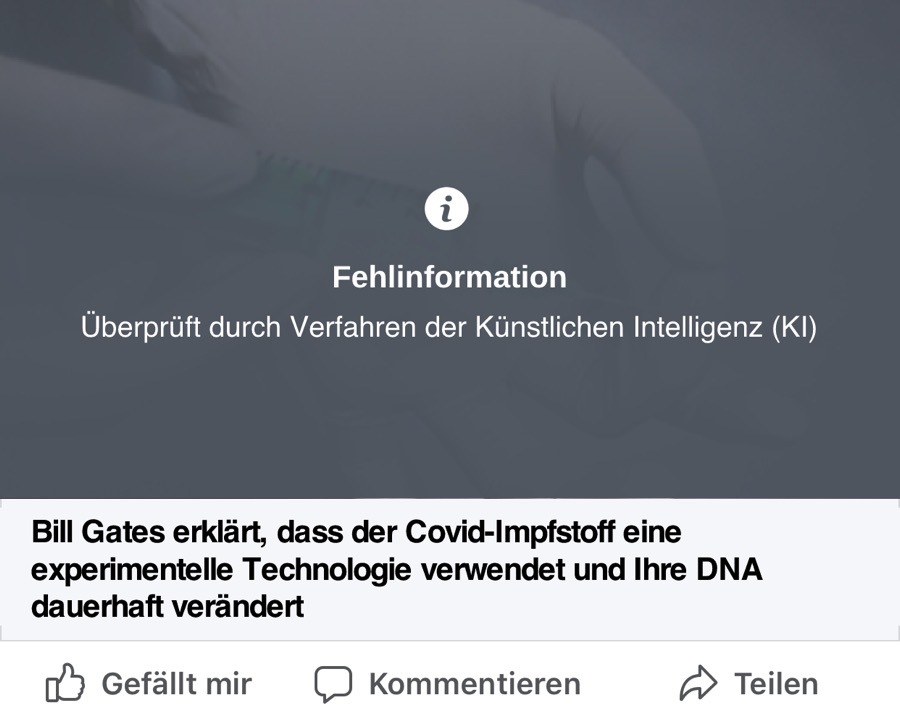 Fehlinformation
Überprüft durch Verfahren der Künstlichen Intelligenz (KI)
Bill Gates erklärt, dass der Covid-Impfstoff eine
experimentelle Technologie verwendet und Ihre DNA
dauerhaft verändert
Gefällt mir Kommentieren Teilen